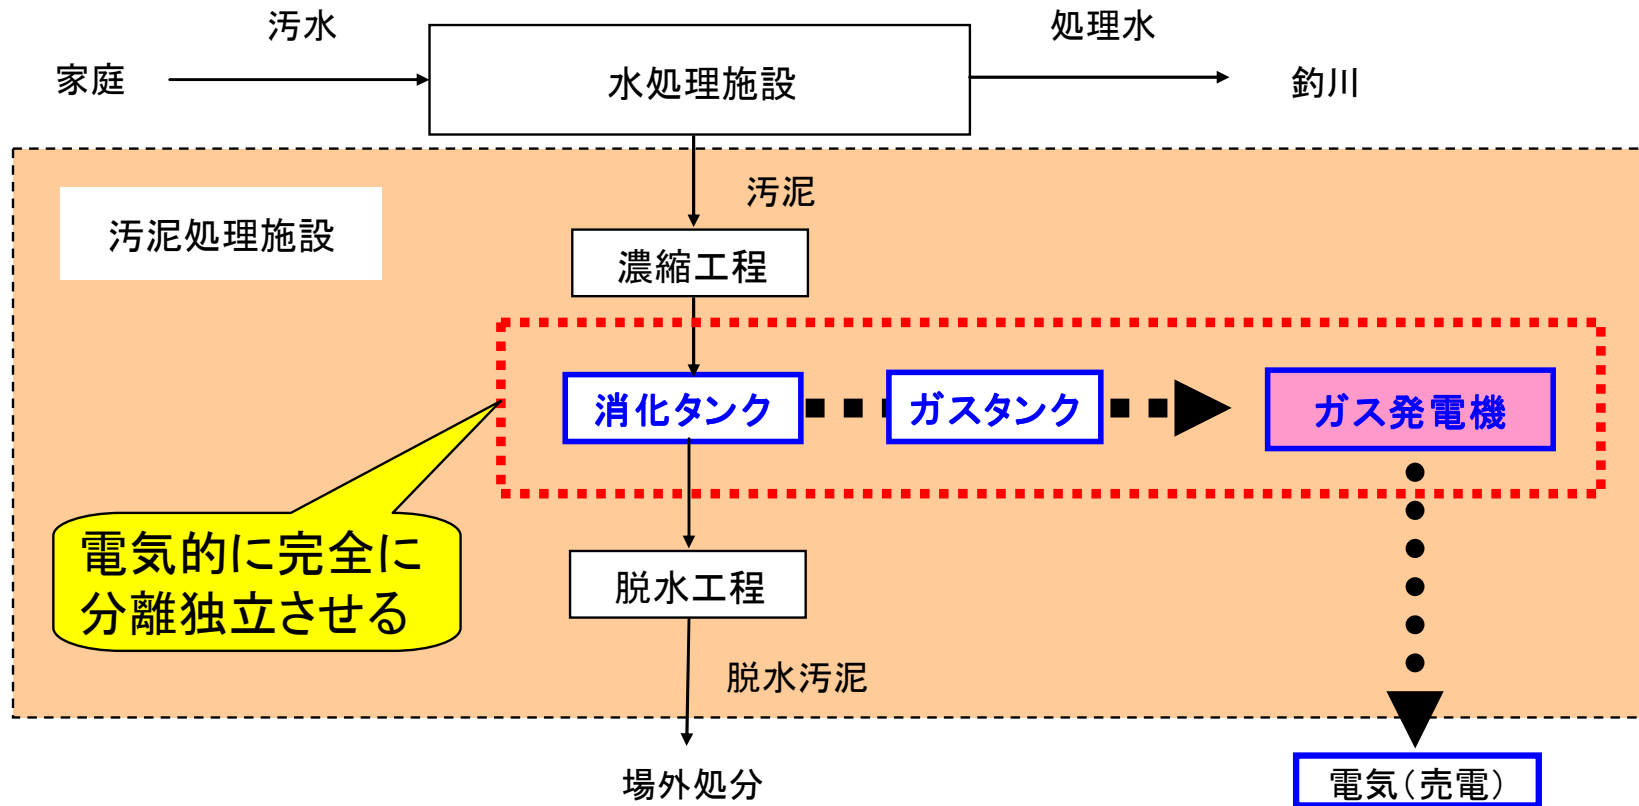 汚水
処理水
家庭
水処理施設
釣川
汚泥
汚泥処理施設
濃縮工程
消化タンク
ガスタンク
ガス発電機
電気的に完全に
分離独立させる
脱水工程
脱水汚泥
場外処分
電気（売電）